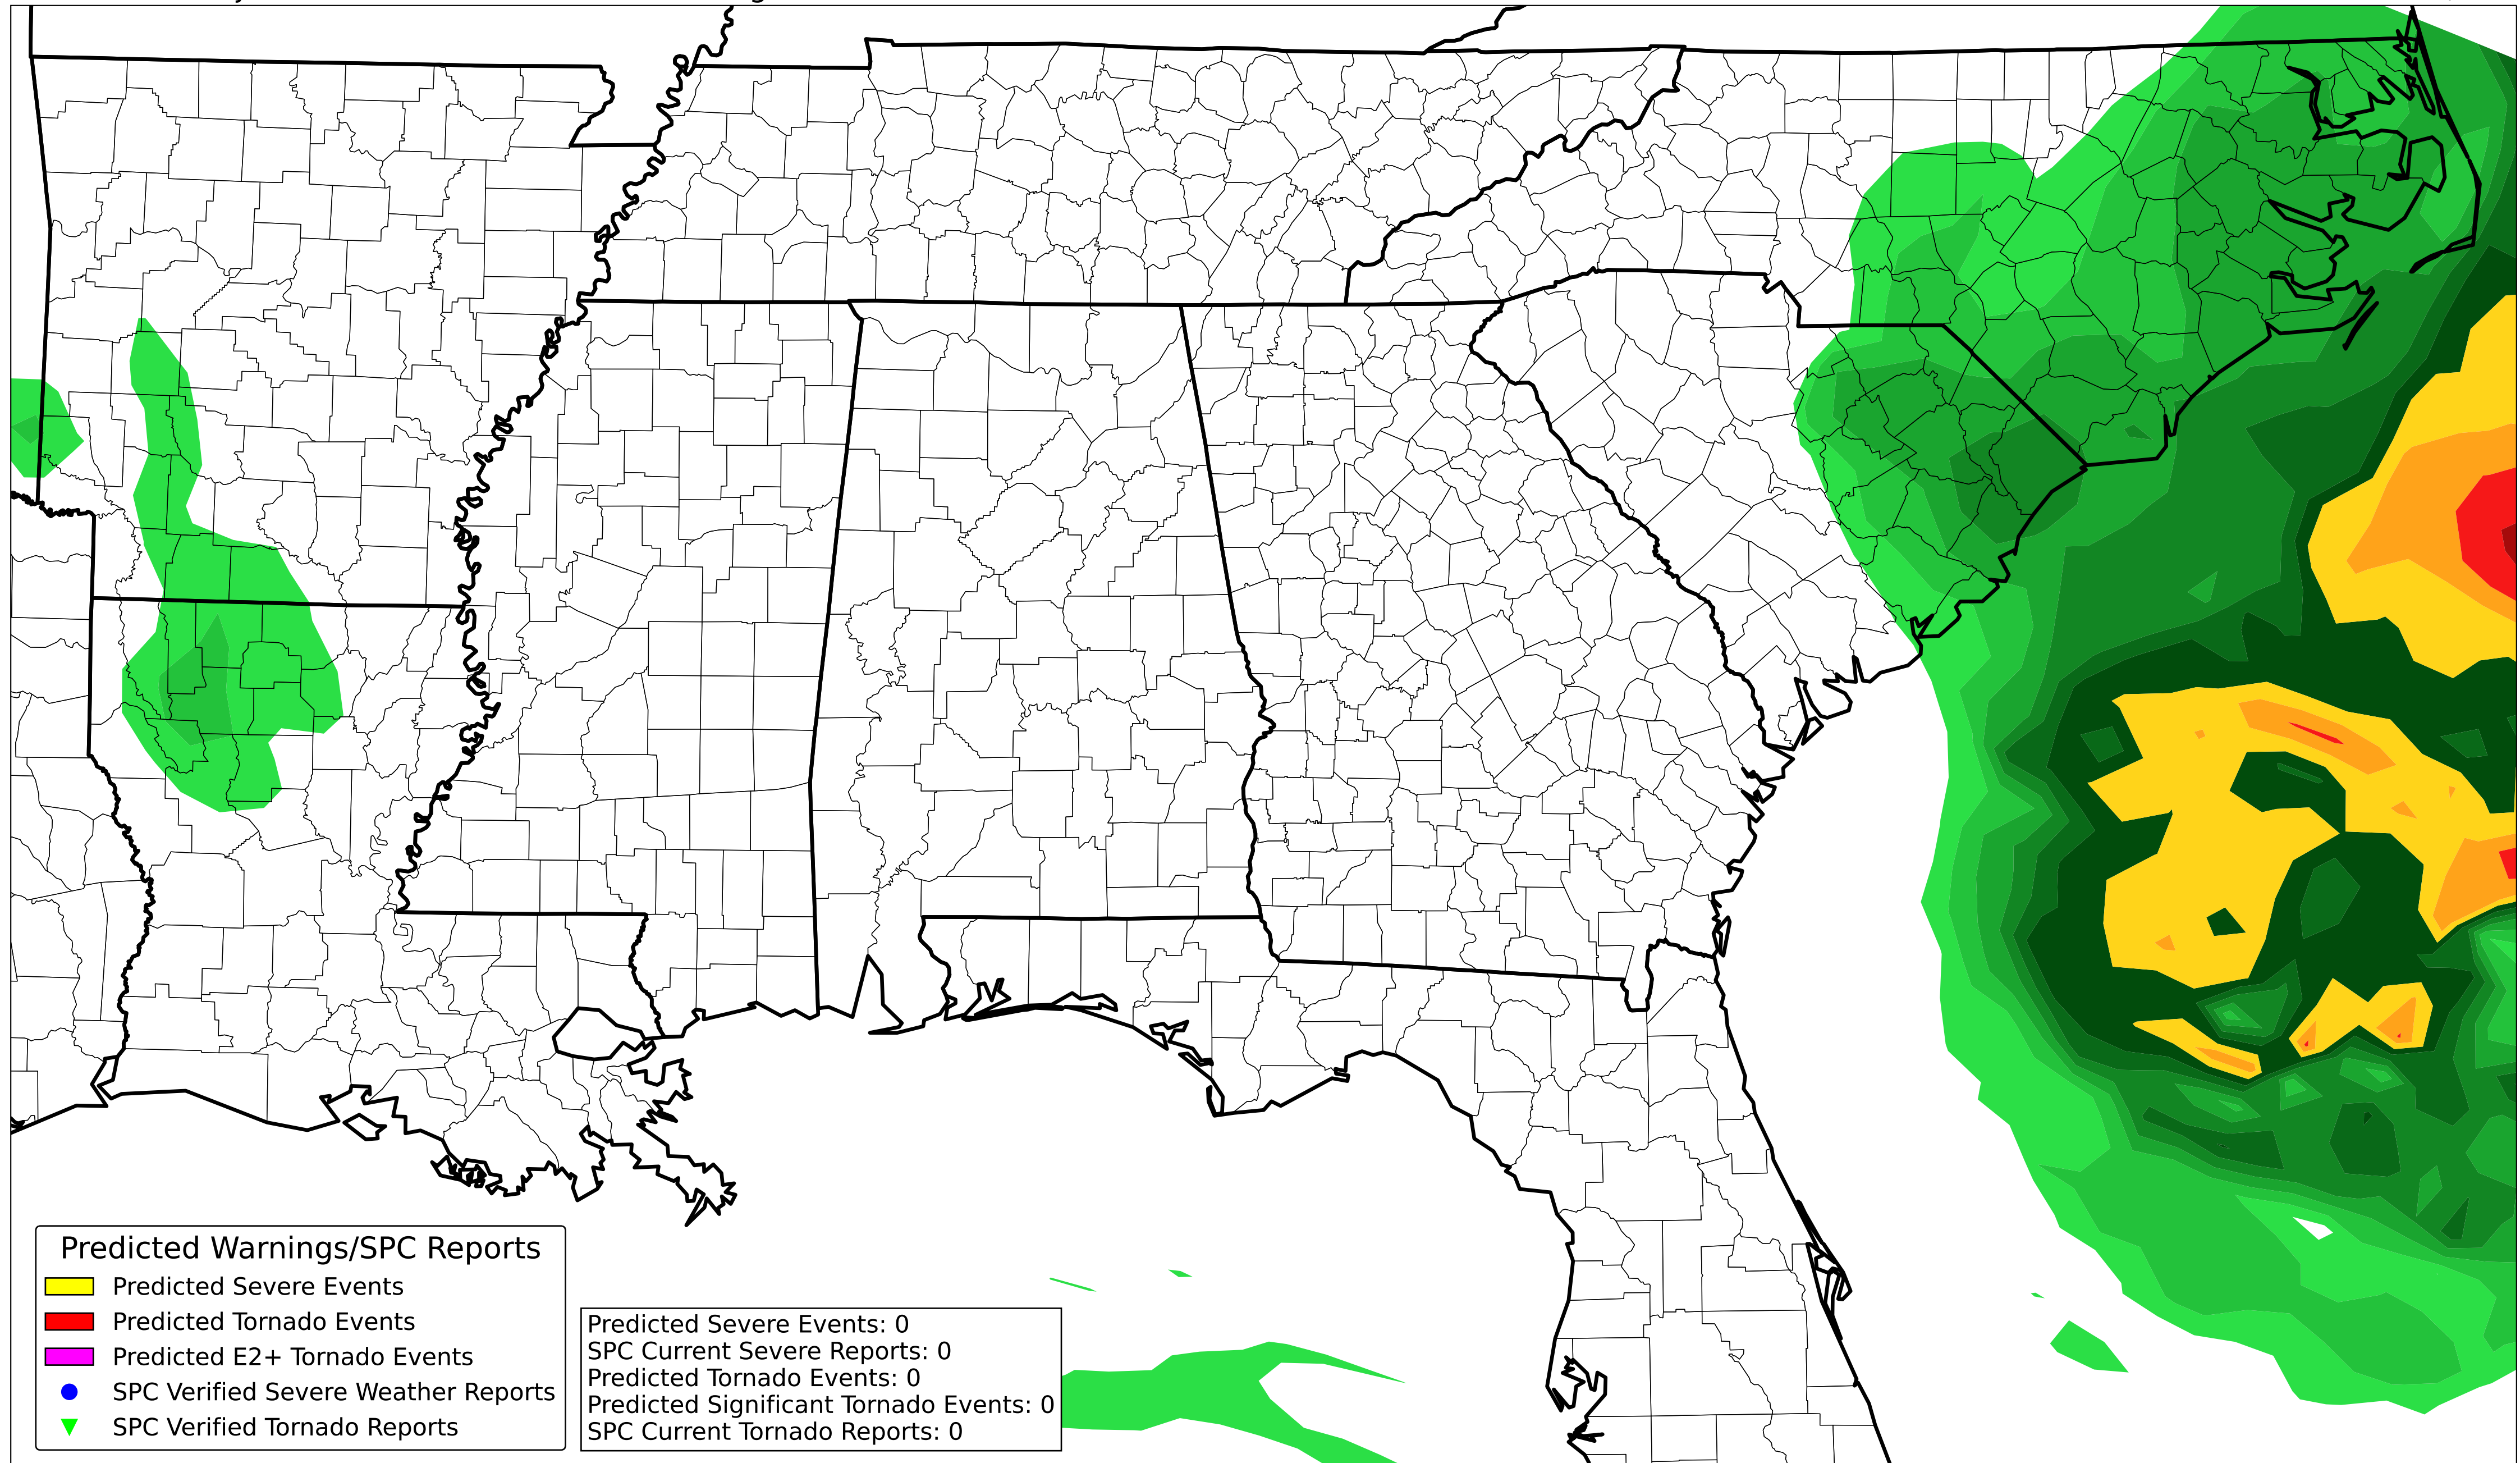 Predicted Warnings/SPC Reports
Predicted Severe Events
Predicted Tornado Events
Predicted E2+ Tornado Events
SPC Verified Severe Weather Reports
SPC Verified Tornado Reports
Predicted Severe Events: 0
SPC Current Severe Reports: 0
Predicted Tornado Events: 0
Predicted Significant Tornado Events: 0
SPC Current Tornado Reports: 0